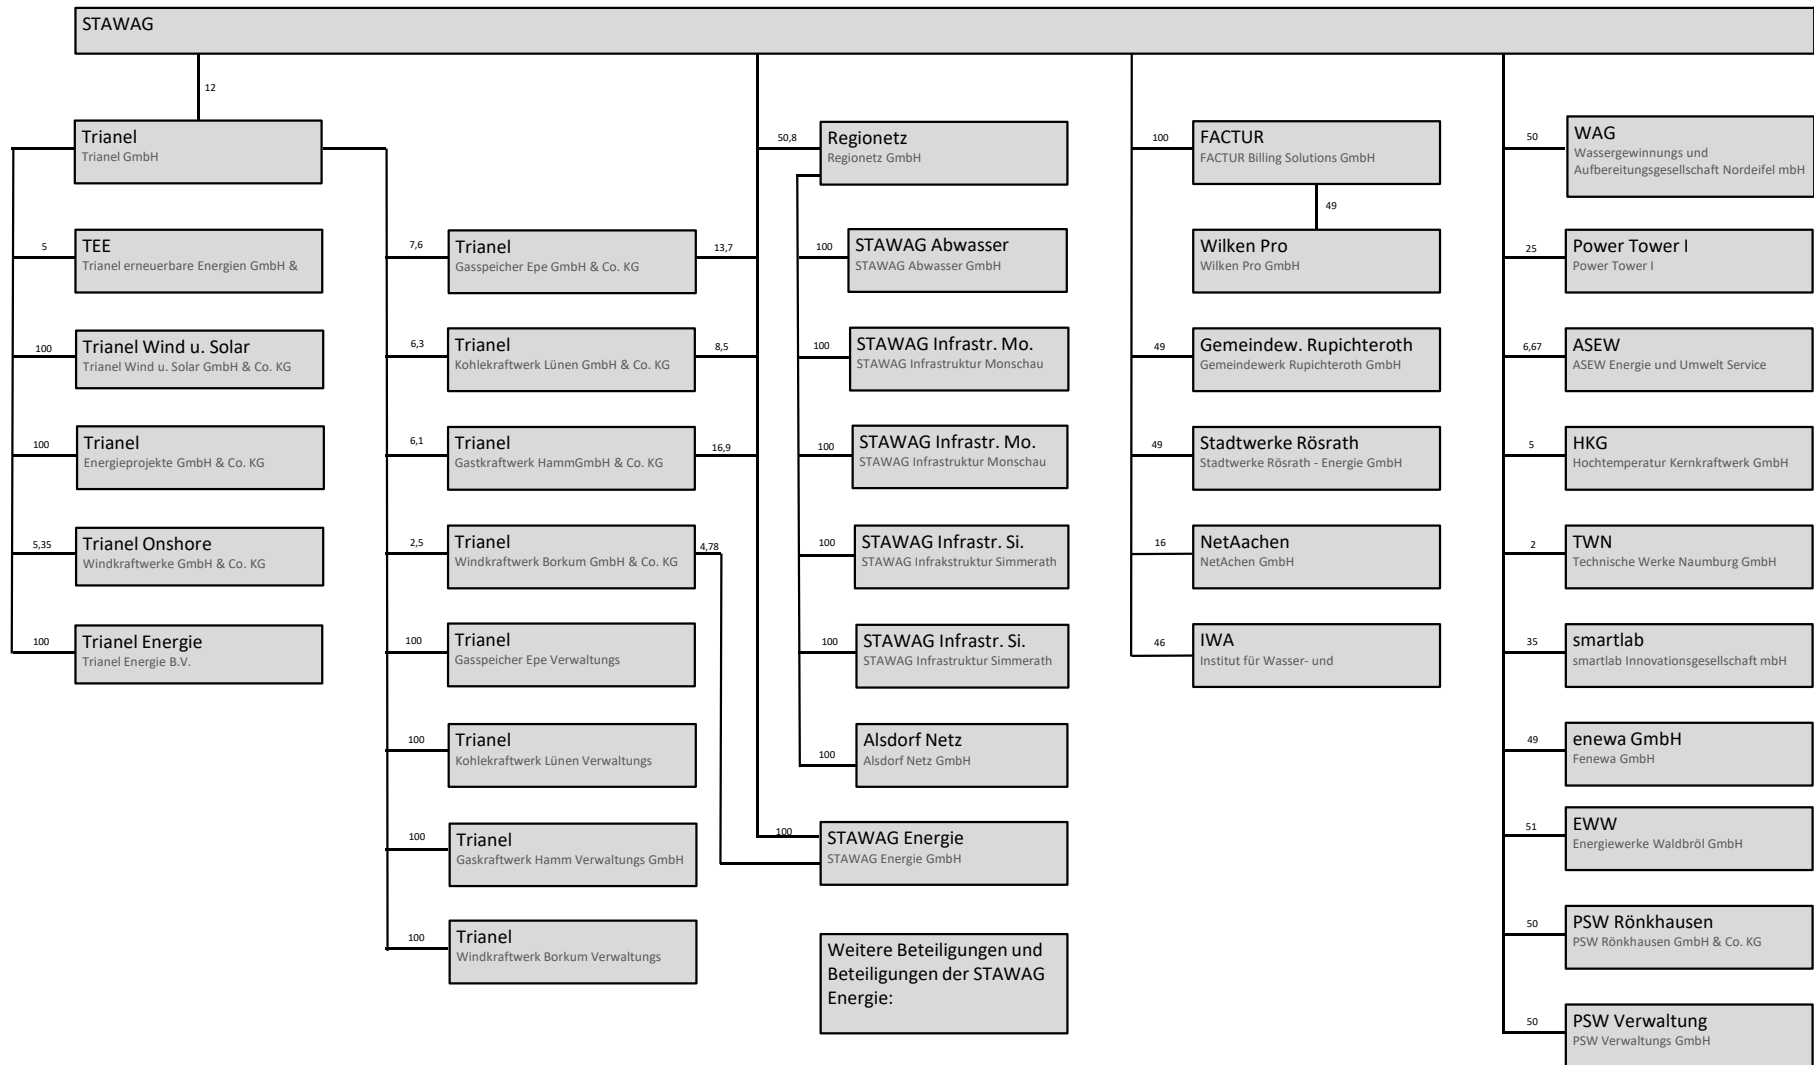 STAWAG
12
Trianel
Trianel GmbH
5
TEE
Trianel erneuerbare Energien GmbH &
100
Trianel Wind u. Solar
Trianel Wind u. Solar GmbH & Co. KG
100
Trianel
Energieprojekte GmbH & Co. KG
5,35
Trianel Onshore
Windkraftwerke GmbH & Co. KG
100
Trianel Energie
Trianel Energie B.V.
7,6
Trianel
Gasspeicher Epe GmbH & Co. KG
13,7
6,3
Trianel
Kohlekraftwerk Lünen GmbH & Co. KG
8,5
6,1
Trianel
Gastkraftwerk HammGmbH & Co. KG
16,9
2,5
Trianel
Windkraftwerk Borkum GmbH & Co. KG
4,78
100
Trianel
Gasspeicher Epe Verwaltungs
100
Trianel
Kohlekraftwerk Lünen Verwaltungs
100
Trianel
Gaskraftwerk Hamm Verwaltungs GmbH
100
Trianel
Windkraftwerk Borkum Verwaltungs
50,8
Regionetz
Regionetz GmbH
100
STAWAG Abwasser
STAWAG Abwasser GmbH
100
STAWAG Infrastr. Mo.
STAWAG Infrastruktur Monschau
100
STAWAG Infrastr. Mo.
STAWAG Infrastruktur Monschau
100
STAWAG Infrastr. Si.
STAWAG Infrakstruktur Simmerath
100
STAWAG Infrastr. Si.
STAWAG Infrastruktur Simmerath
100
Alsdorf Netz
Alsdorf Netz GmbH
100
STAWAG Energie
STAWAG Energie GmbH
Weitere Beteiligungen und
Beteiligungen der STAWAG
Energie:
100
FACTUR
FACTUR Billing Solutions GmbH
49
Wilken Pro
Wilken Pro GmbH
49
Gemeindew. Rupichteroth
Gemeindewerk Rupichteroth GmbH
49
Stadtwerke Rösrath
Stadtwerke Rösrath - Energie GmbH
16
NetAachen
NetAchen GmbH
46
IWA
Institut für Wasser- und
50
WAG
Wassergewinnungs und
Aufbereitungsgesellschaft Nordeifel mbH
25
Power Tower I
Power Tower I
6,67
ASEW
ASEW Energie und Umwelt Service
5
HKG
Hochtemperatur Kernkraftwerk GmbH
2
TWN
Technische Werke Naumburg GmbH
35
smartlab
smartlab Innovationsgesellschaft mbH
49
enewa GmbH
Fenewa GmbH
51
EWW
Energiewerke Waldbröl GmbH
50
PSW Rönkhausen
PSW Rönkhausen GmbH & Co. KG
50
PSW Verwaltung
PSW Verwaltungs GmbH